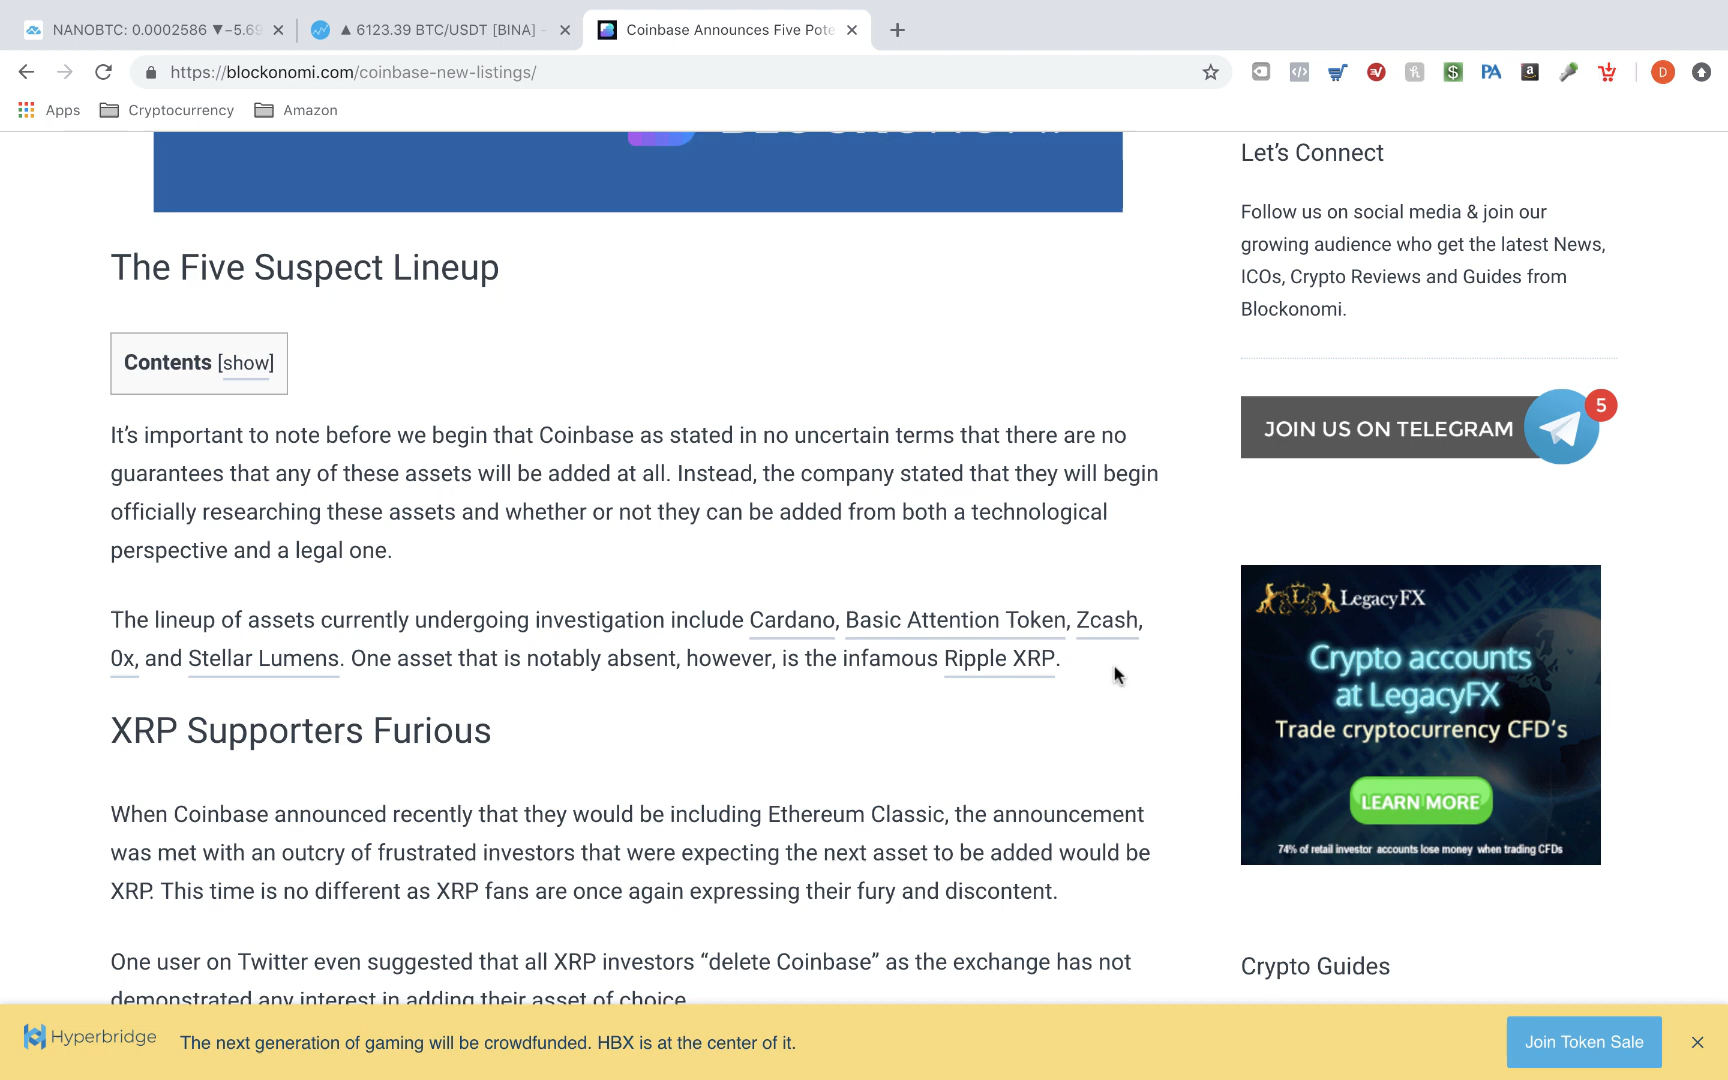 NANOBTC: 0.0002586 ▼−5.69
▲ 6123.39 BTC/USDT [BINA] -
Coinbase Announces Five Pote
https://blockonomi.com/coinbase-new-listings/
PA
a
D
Apps
Cryptocurrency
Amazon
The Five Suspect Lineup
Contents [show]
It’s important to note before we begin that Coinbase as stated in no uncertain terms that there are no
guarantees that any of these assets will be added at all. Instead, the company stated that they will begin
officially researching these assets and whether or not they can be added from both a technological
perspective and a legal one.
The lineup of assets currently undergoing investigation include Cardano, Basic Attention Token, Zcash,
0x, and Stellar Lumens. One asset that is notably absent, however, is the infamous Ripple XRP.
XRP Supporters Furious
When Coinbase announced recently that they would be including Ethereum Classic, the announcement
was met with an outcry of frustrated investors that were expecting the next asset to be added would be
XRP. This time is no different as XRP fans are once again expressing their fury and discontent.
One user on Twitter even suggested that all XRP investors “delete Coinbase” as the exchange has not
demonstrated any interest in adding their asset of choice
Let’s Connect
Follow us on social media & join our
growing audience who get the latest News,
ICOs, Crypto Reviews and Guides from
Blockonomi.
JOIN US ON TELEGRAM
5
L LegacyFX
Crypto accounts
at LegacyFX
Trade cryptocurrency CFD's
LEARN MORE
74% of retail investor accounts lose money when trading CFDs
Crypto Guides
Hyperbridge
The next generation of gaming will be crowdfunded. HBX is at the center of it.
Join Token Sale